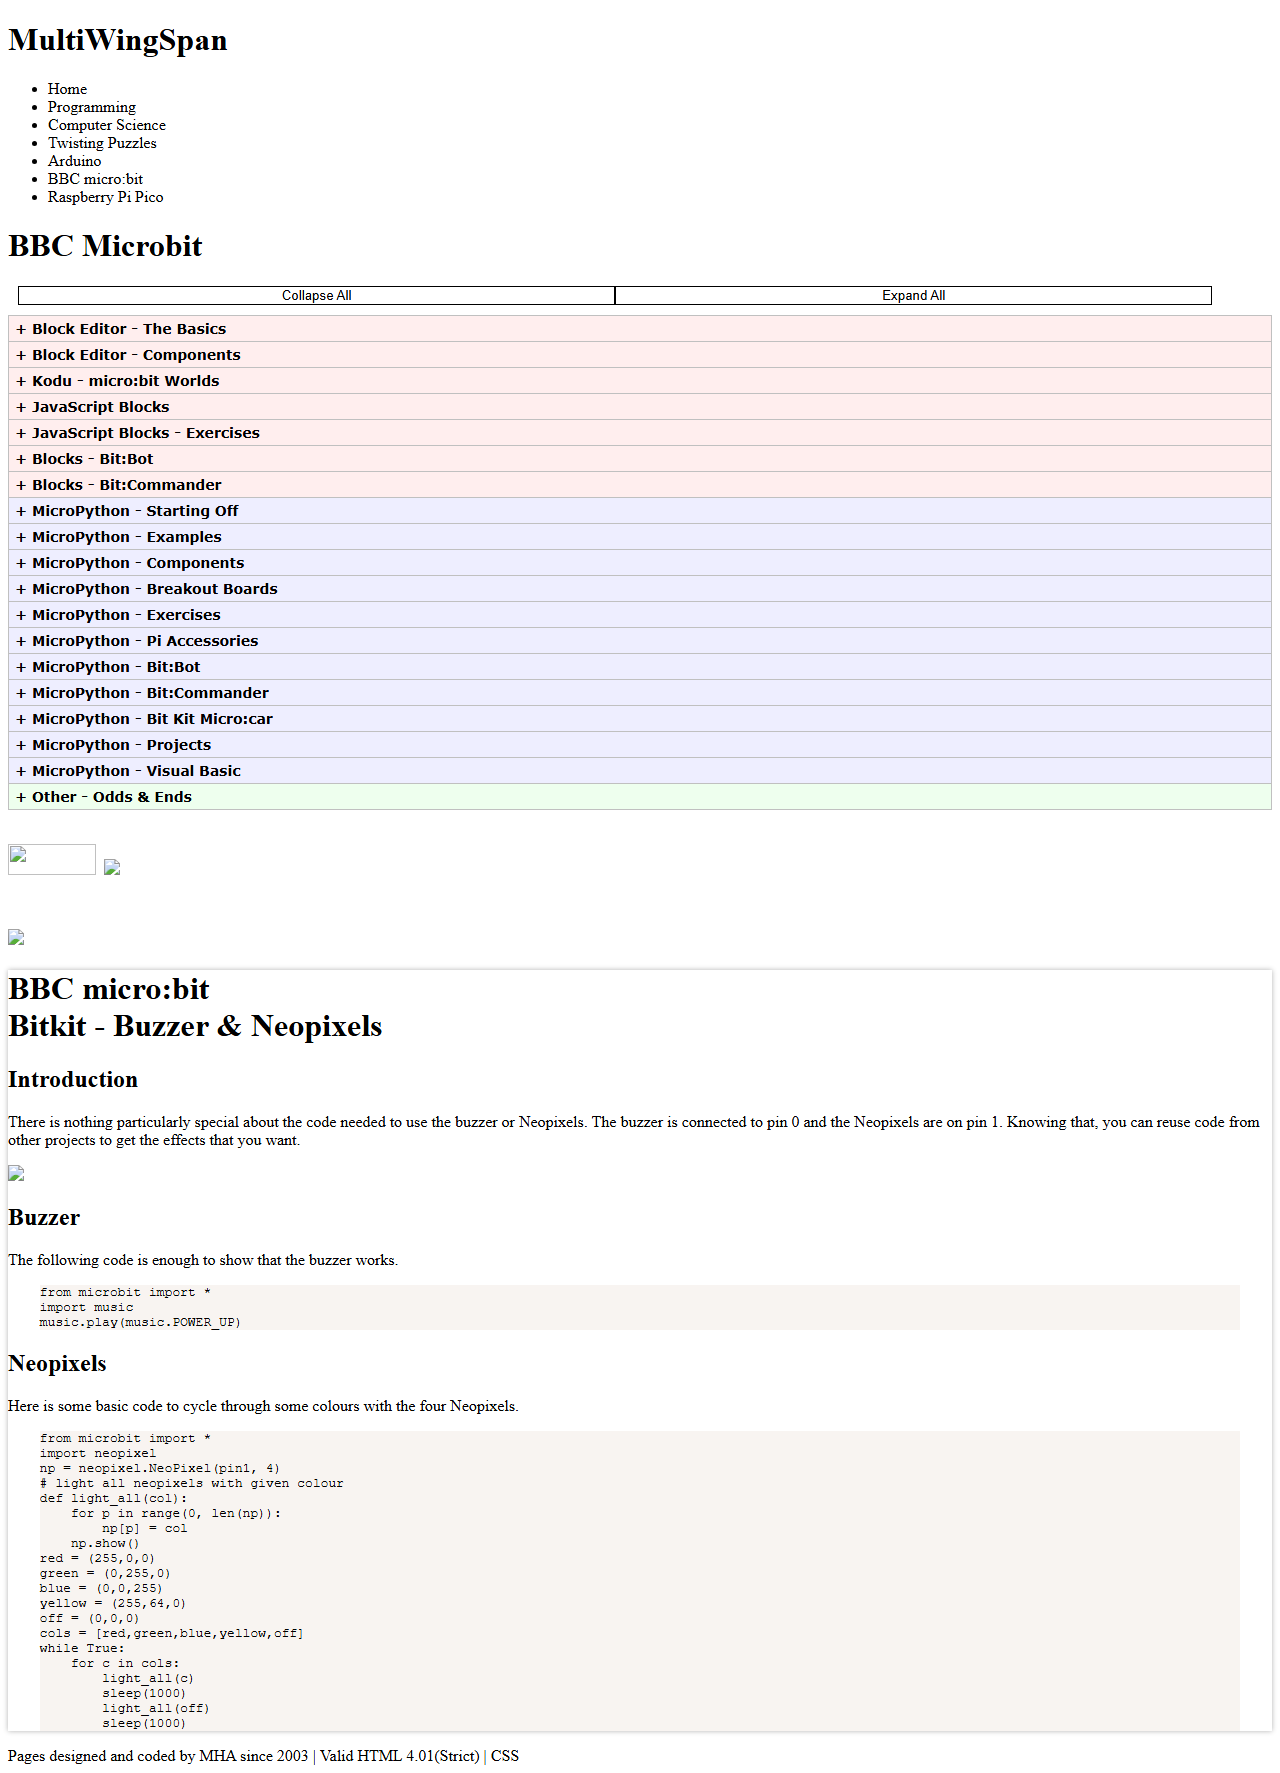 MultiWingSpan
Home
Programming
Computer Science
Twisting Puzzles
Arduino
BBC micro:bit
Raspberry Pi Pico
BBC Microbit
Collapse All Expand All
+ Block Editor - The Basics
+ Block Editor - Components
+ Kodu - micro:bit Worlds
+ JavaScript Blocks
+ JavaScript Blocks - Exercises
+ Blocks - Bit:Bot
+ Blocks - Bit:Commander
+ MicroPython - Starting Off
+ MicroPython - Examples
+ MicroPython - Components
+ MicroPython - Breakout Boards
+ MicroPython - Exercises
+ MicroPython - Pi Accessories
+ MicroPython - Bit:Bot
+ MicroPython - Bit:Commander
+ MicroPython - Bit Kit Micro:car
+ MicroPython - Projects
+ MicroPython - Visual Basic
+ Other - Odds & Ends
BBC micro:bit
Bitkit - Buzzer & Neopixels
Introduction
There is nothing particularly special about the code needed to use the buzzer or Neopixels. The buzzer is connected to pin 0 and the Neopixels are on pin 1. Knowing that, you can reuse code from
other projects to get the effects that you want.
Buzzer
The following code is enough to show that the buzzer works.
from microbit import *
import music
music.play(music.POWER_UP)
Neopixels
Here is some basic code to cycle through some colours with the four Neopixels.
from microbit import *
import neopixel
np = neopixel.NeoPixel(pin1, 4)
# light all neopixels with given colour
def light_all(col):
    for p in range(0, len(np)):
        np[p] = col
    np.show()
red = (255,0,0)
green = (0,255,0)
blue = (0,0,255)
yellow = (255,64,0)
off = (0,0,0)
cols = [red,green,blue,yellow,off]
while True:
    for c in cols:
        light_all(c)
        sleep(1000)
        light_all(off)
        sleep(1000)
Pages designed and coded by MHA since 2003 | Valid HTML 4.01(Strict) | CSS